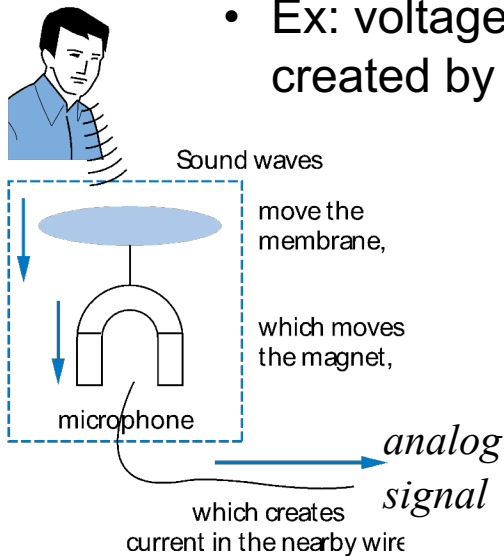 • Ex: voltage
created by
Sound waves
move the
membrane,
which moves
the magnet,
microphone
analog
signal
which creates
current in the nearby wire